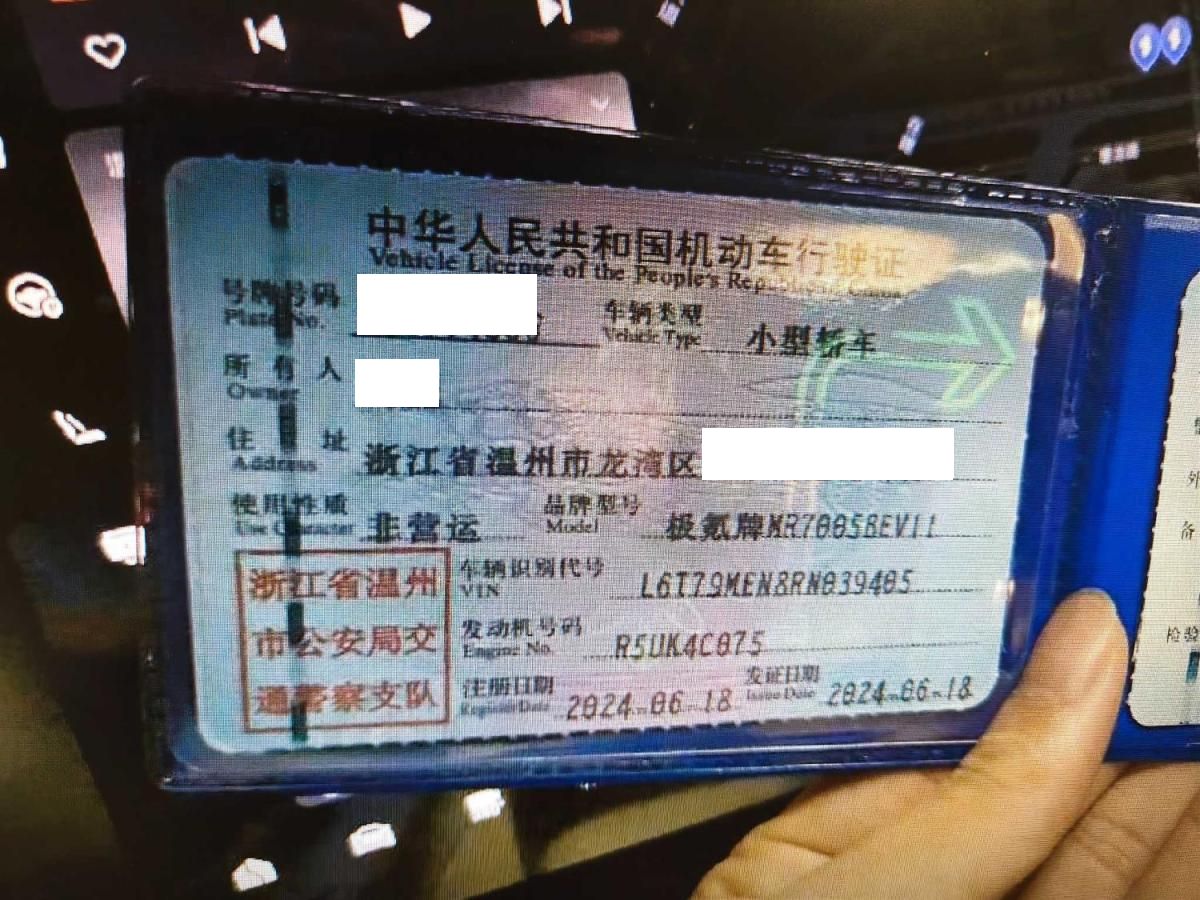 中华人民共和国机动车行驶证
Vehicle License of the People's Republic of China
号牌号码 车辆类型 小型轿车
Plate No. Vehicle Type
所有人
Owner
住址 浙江省温州市龙湾区
Address
使用性质 非营运 品牌型号 极氪牌MR7005BEV11
Use Character Model
浙江省温州
市公安局交
通警察支队
车辆识别代号 L6T79MEN8RN039405
VIN
发动机号码 R5UK4C075
Engine No.
注册日期 2024-06-18 发证日期 2024-06-18
Register Date Issue Date
外
备
检验